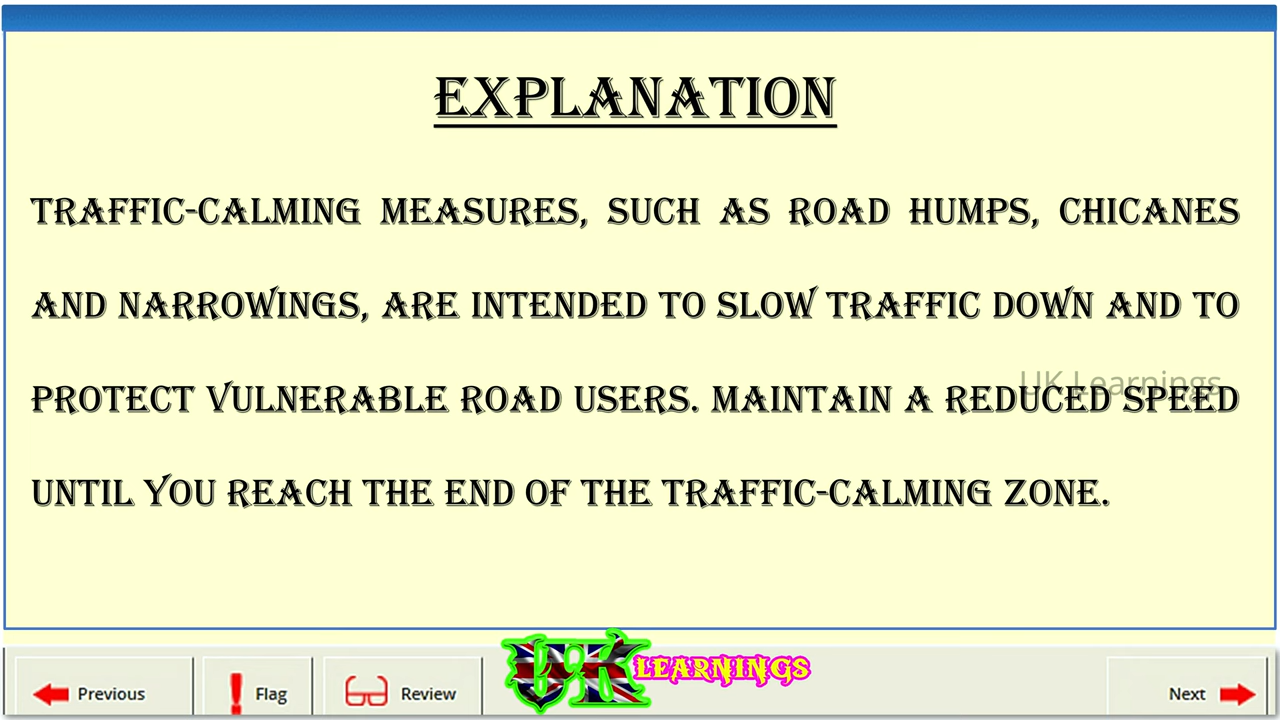 EXPLANATION
TRAFFIC-CALMING MEASURES, SUCH AS ROAD HUMPS, CHICANES
AND NARROWINGS, ARE INTENDED TO SLOW TRAFFIC DOWN AND TO
PROTECT VULNERABLE ROAD USERS. MAINTAIN A REDUCED SPEED
UNTIL YOU REACH THE END OF THE TRAFFIC-CALMING ZONE.
UK Learnings
Previous
Flag
Review
UK LEARNINGS
Next